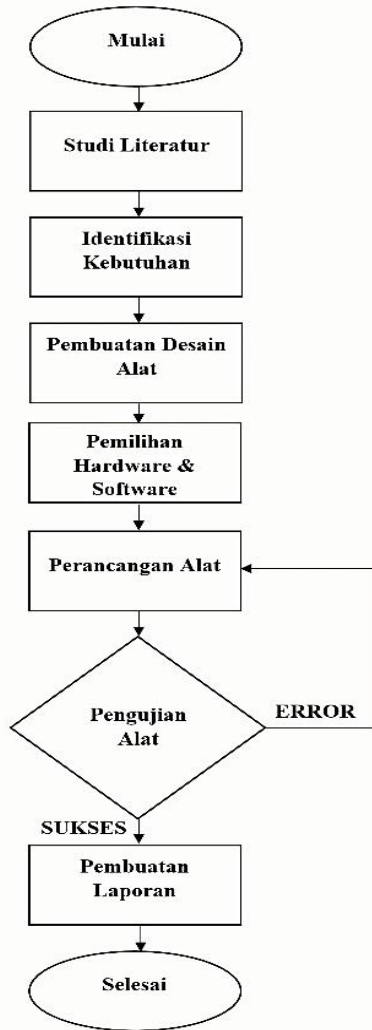 Mulai
Studi Literatur
Identifikasi
Kebutuhan
Pembuatan Desain
Alat
Pemilihan
Hardware &
Software
Perancangan Alat
Pengujian
Alat
ERROR
SUKSES
Pembuatan
Laporan
Selesai